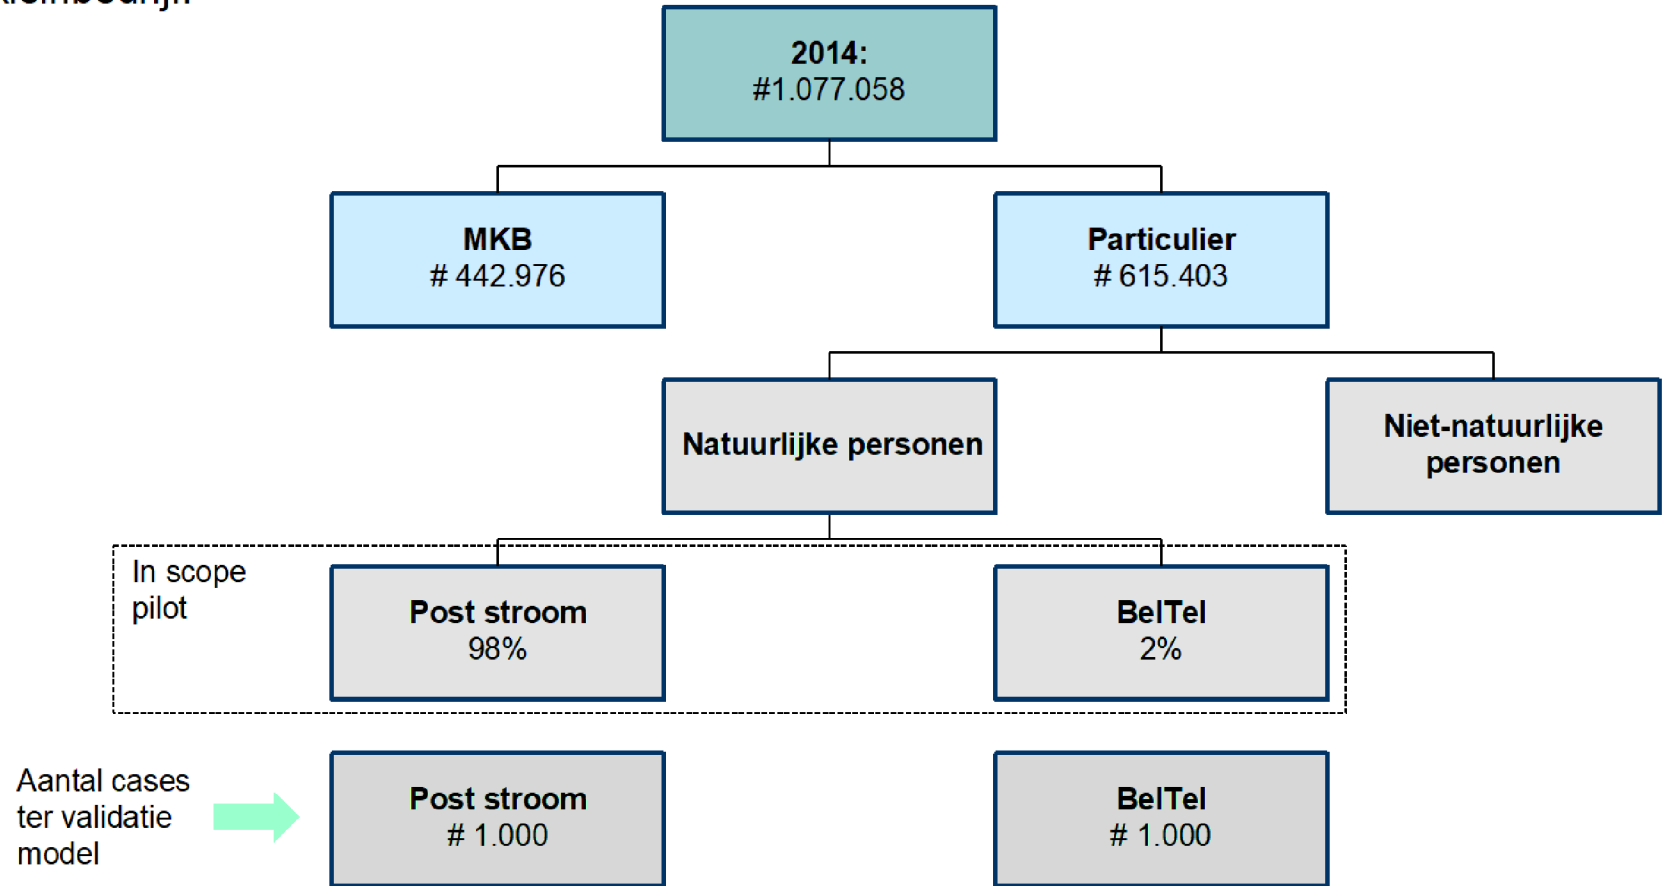 kleinbedrijf.
2014:
#1.077.058
MKB
# 442.976
Particulier
# 615.403
Natuurlijke personen
Niet-natuurlijke
personen
In scope
pilot
Post stroom
98%
BelTel
2%
Aantal cases
ter validatie
model
Post stroom
# 1.000
BelTel
# 1.000